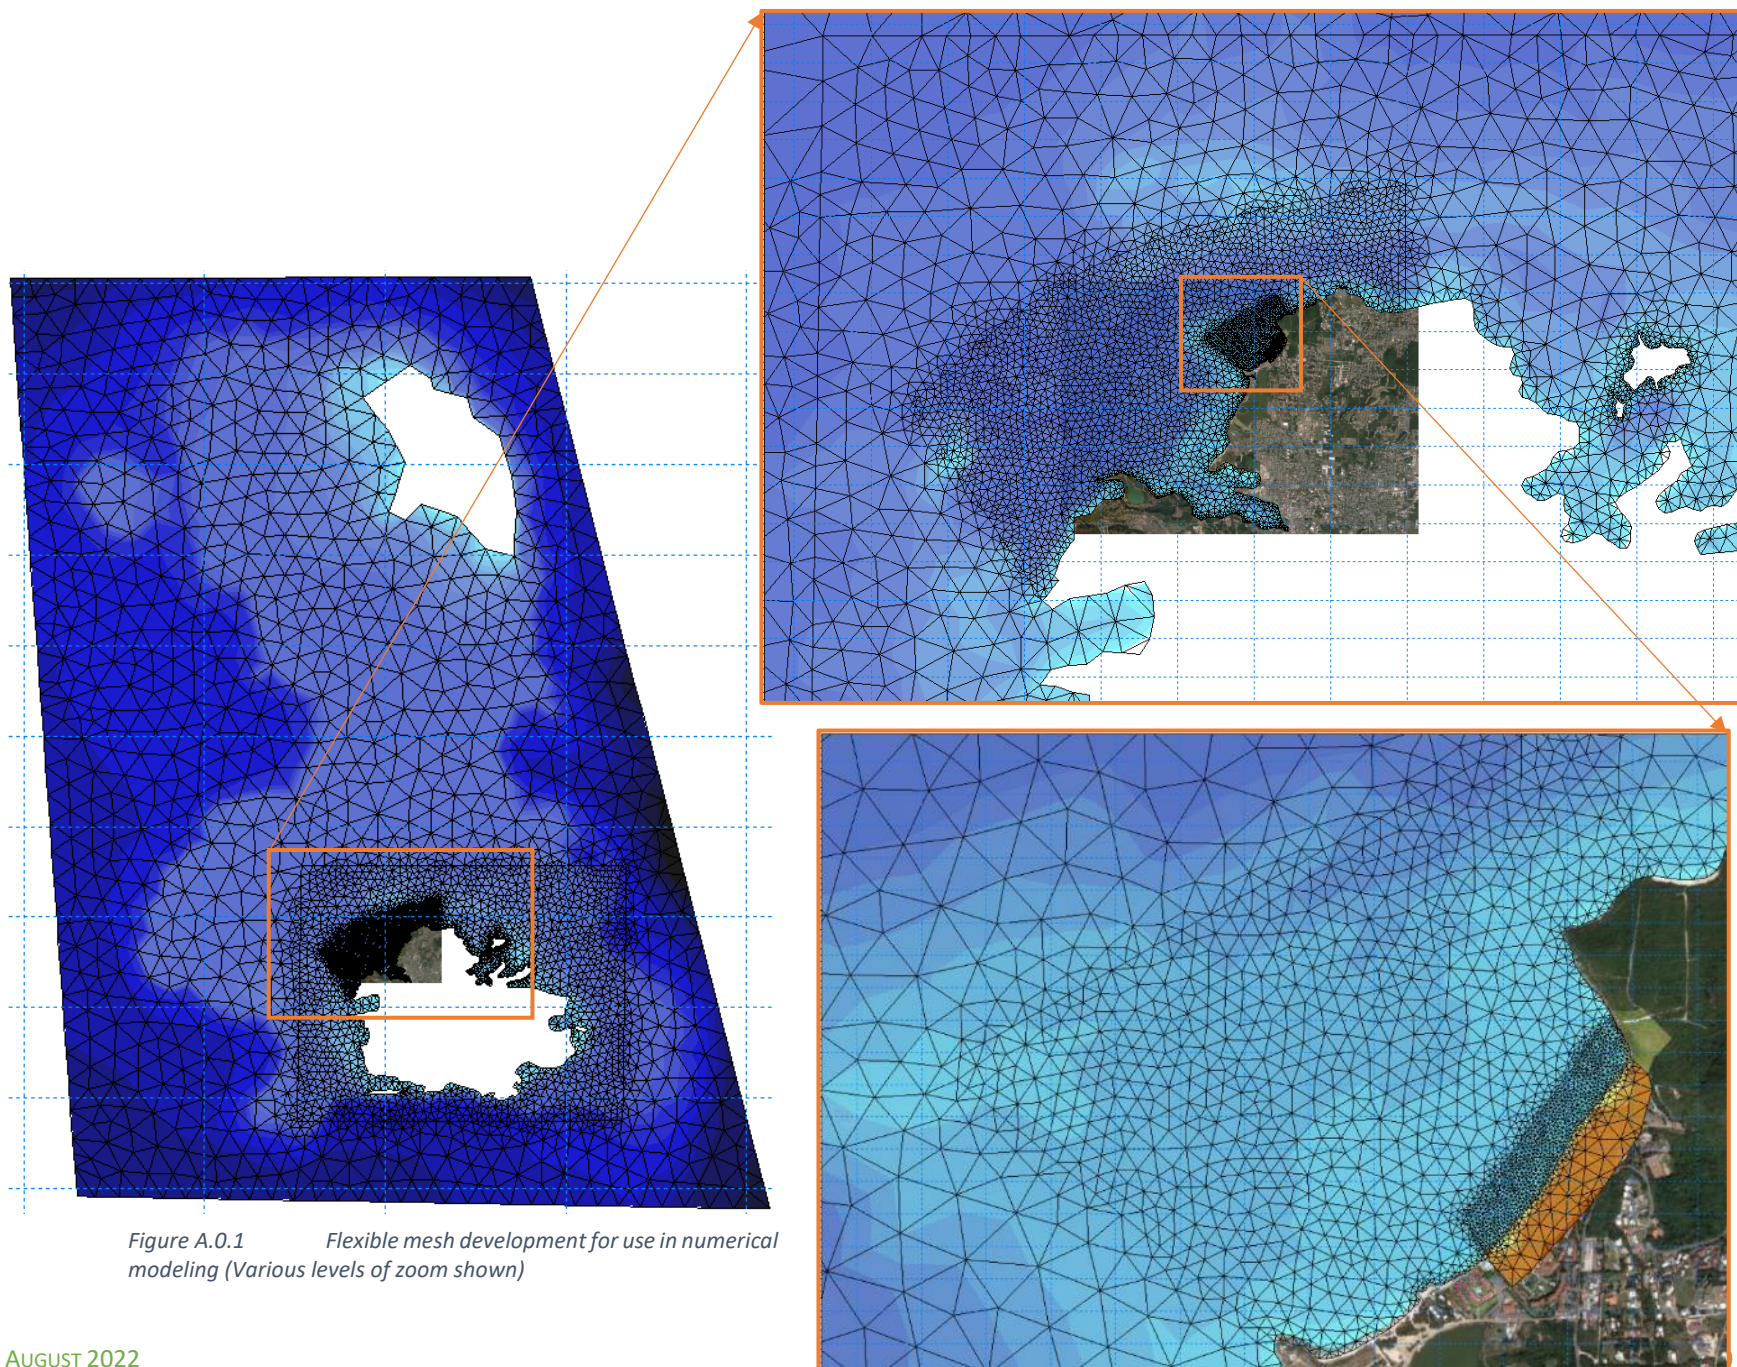 Figure A.0.1 Flexible mesh development for use in numerical
modeling (Various levels of zoom shown)
AUGUST 2022